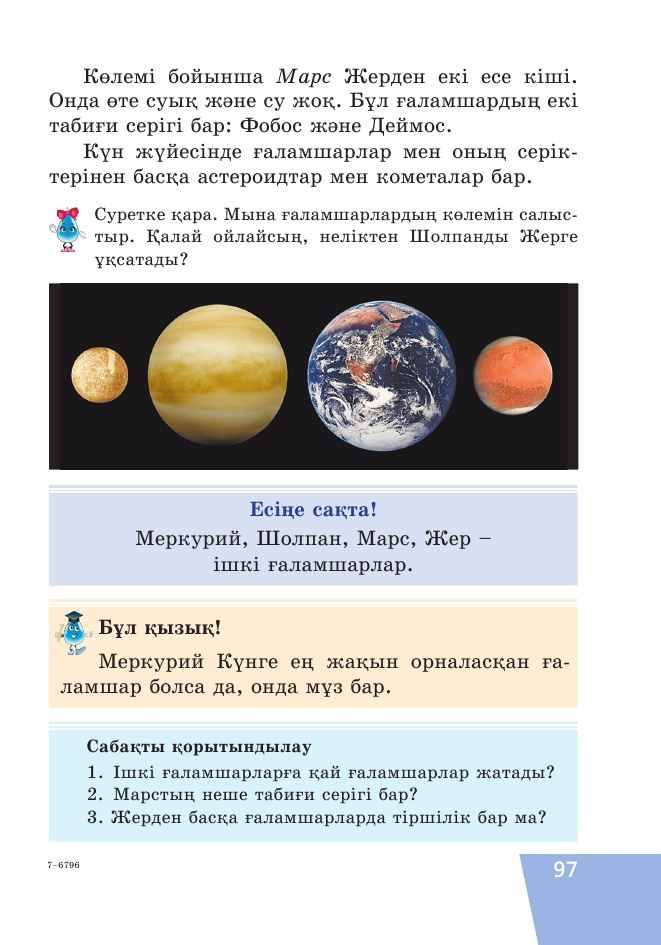 Көлемі бойынша Марс Жерден екі есе кіші.
Онда өте суық және су жоқ. Бұл ғаламшардың екі
табиғи серігі бар: Фобос және Деймос.
Күн жүйесінде ғаламшарлар мен оның серік-
терінен басқа астероидтар мен кометалар бар.
Суретке қара. Мына ғаламшарлардың көлемін салыс-
тыр. Қалай ойлайсың, неліктен Шолпанды Жерге
ұқсатады?
Есіңе сақта!
Меркурий, Шолпан, Марс, Жер –
ішкі ғаламшарлар.
Бұл қызық!
Меркурий Күнге ең жақын орналасқан ға-
ламшар болса да, онда мұз бар.
Сабақты қорытындылау
1. Ішкі ғаламшарларға қай ғаламшарлар жатады?
2. Марстың неше табиғи серігі бар?
3. Жерден басқа ғаламшарларда тіршілік бар ма?
7–6796
97